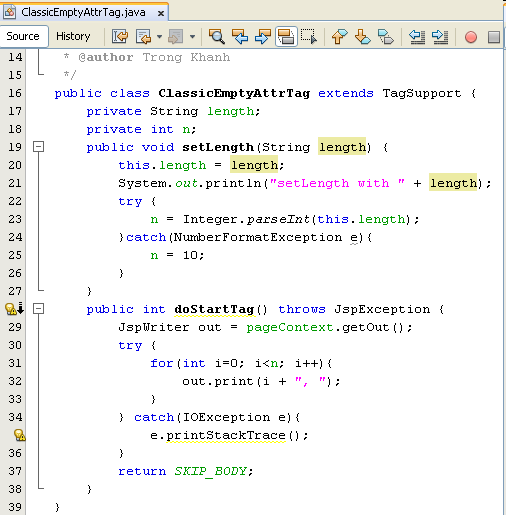 ClassicEmptyAttrTag.java x
Source History
14 * @author Trong Khanh
15 */
16 public class ClassicEmptyAttrTag extends TagSupport {
17 private String length;
18 private int n;
19 public void setLength(String length) {
20 this.length = length;
21 System.out.println("setLength with " + length);
22 try {
23 n = Integer.parseInt(this.length);
24 }catch(NumberFormatException e){
25 n = 10;
26 }
27 }
public int doStartTag() throws JspException {
29 JspWriter out = pageContext.getOut();
30 try {
31 for(int i=0; i<n; i++){
32 out.print(i + ", ");
33 }
34 } catch(IOException e){
e.printStackTrace();
36 }
37 return SKIP_BODY;
38 }
39 }